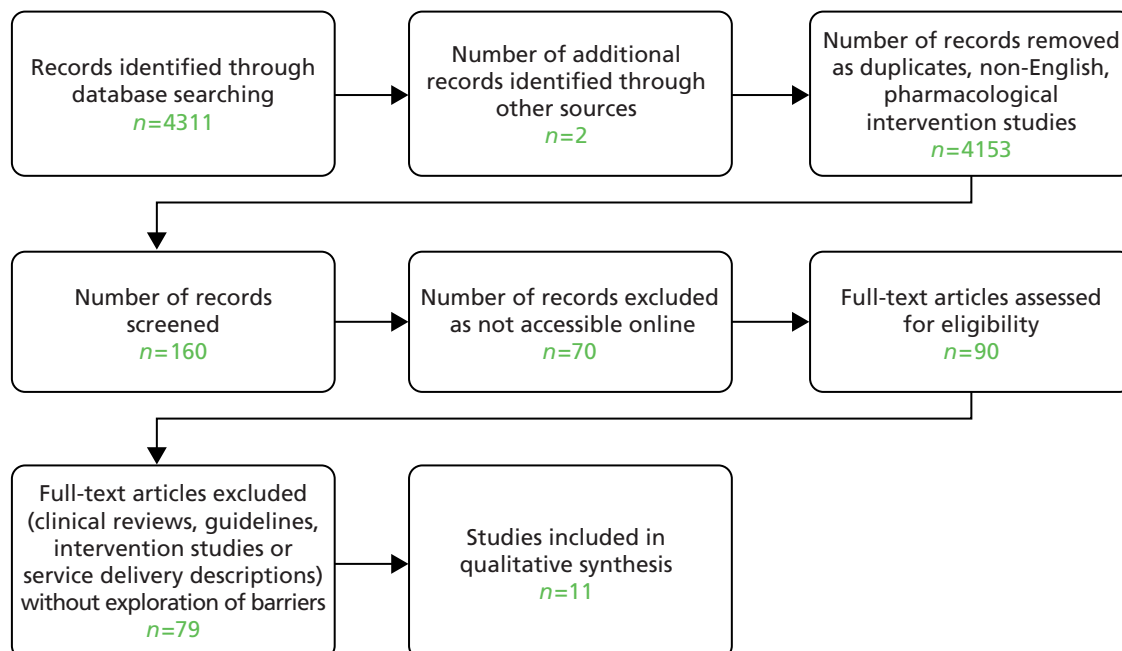 Records identified through
database searching
n=4311
Number of additional
records identified through
other sources
n=2
Number of records removed
as duplicates, non-English,
pharmacological
intervention studies
n=4153
Number of records
screened
n=160
Number of records excluded
as not accessible online
n=70
Full-text articles assessed
for eligibility
n=90
Full-text articles excluded
(clinical reviews, guidelines,
intervention studies or
service delivery descriptions)
without exploration of barriers
n=79
Studies included in
qualitative synthesis
n=11